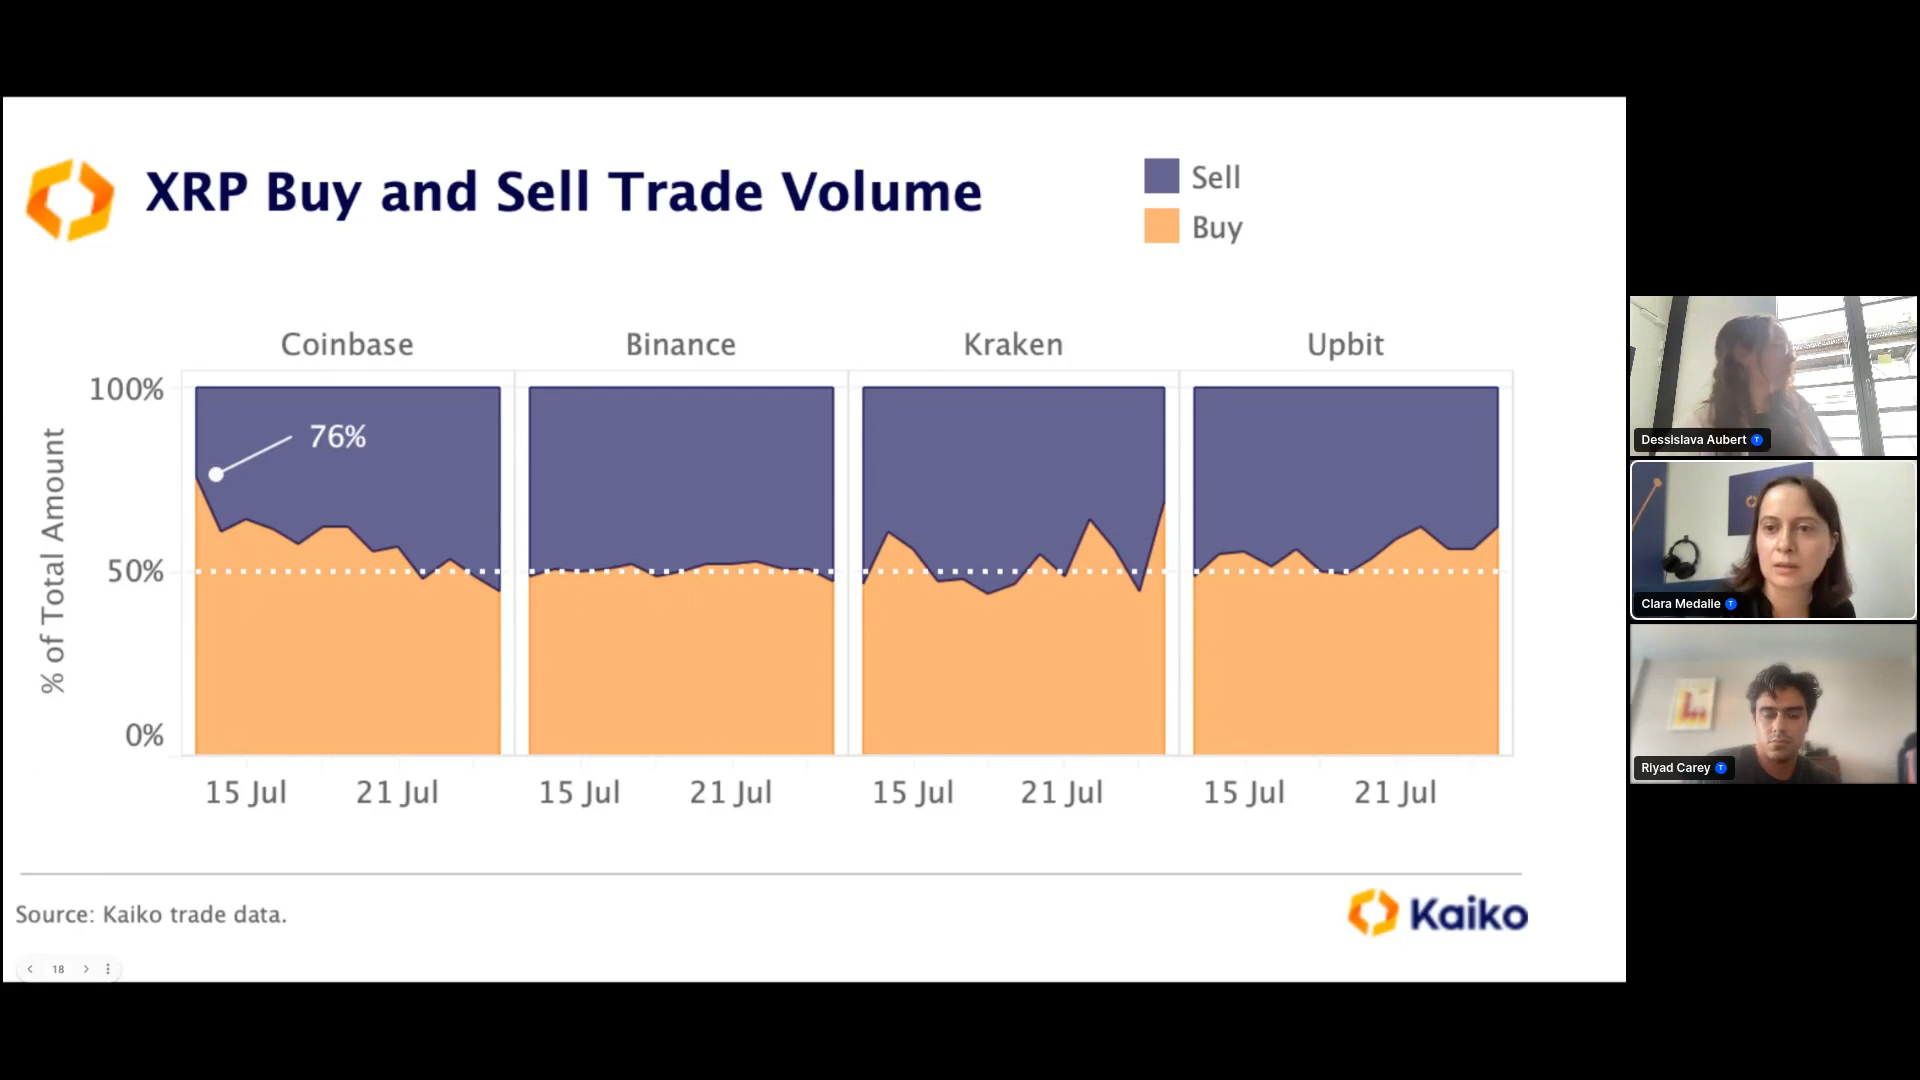 XRP Buy and Sell Trade Volume
Sell
Buy
Coinbase
Binance
Kraken
Upbit
100%
50%
0%
% of Total Amount
76%
15 Jul
21 Jul
15 Jul
21 Jul
15 Jul
21 Jul
15 Jul
21 Jul
Source: Kaiko trade data.
Kaiko
18
Dessislava Aubert
Clara Medalie
Riyad Carey